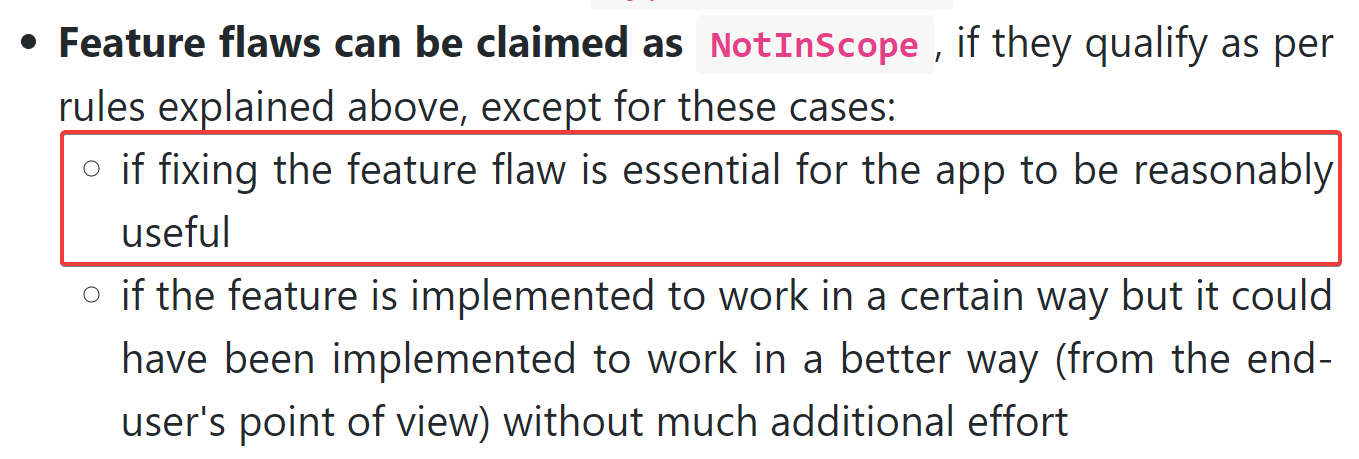 Feature flaws can be claimed as NotInScope, if they qualify as per
rules explained above, except for these cases:
if fixing the feature flaw is essential for the app to be reasonably
useful
if the feature is implemented to work in a certain way but it could
have been implemented to work in a better way (from the end-
user's point of view) without much additional effort